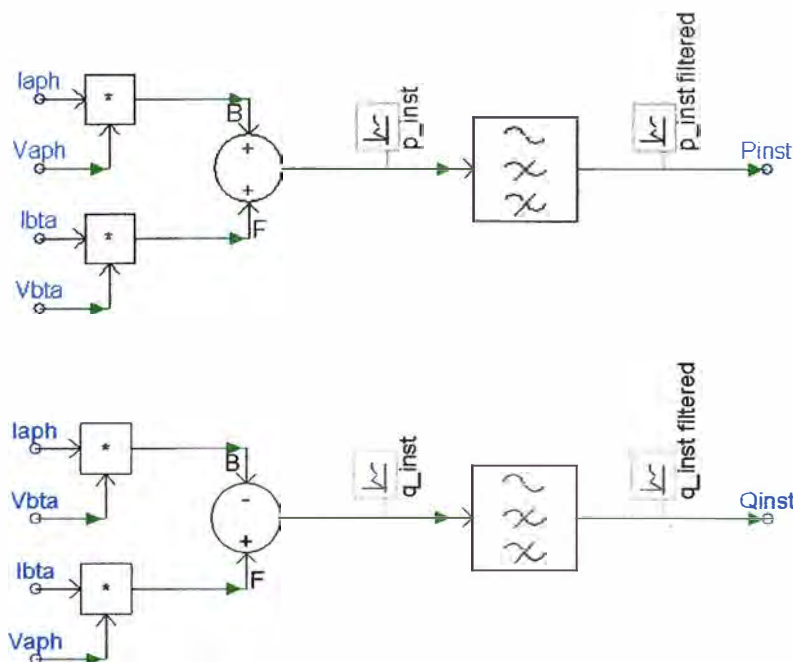 Iaph
*
Vaph
B
+
+
p_inst
p_inst filtered
Pinst
Ibta
*
F
Vbta
Iaph
*
Vbta
B
-
+
q_inst
q_inst filtered
Qinst
Ibta
*
F
Vaph